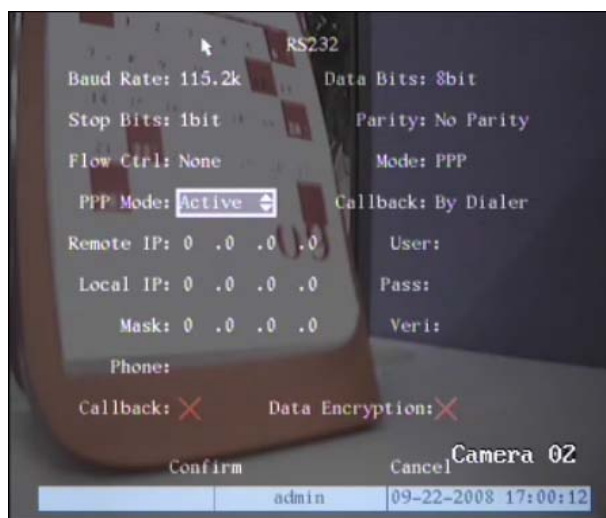 RS232
Baud Rate: 115.2k Data Bits: 8bit
Stop Bits: 1bit Parity: No Parity
Flow Ctrl: None Mode: PPP
PPP Mode: Active Callback: By Dialer
Remote IP: 0 .0 .0 .0 User:
Local IP: 0 .0 .0 .0 Pass:
Mask: 0 .0 .0 .0 Veri:
Phone:
Callback: Data Encryption:
Camera 02
Confirm Cancel
admin 09-22-2008 17:00:12